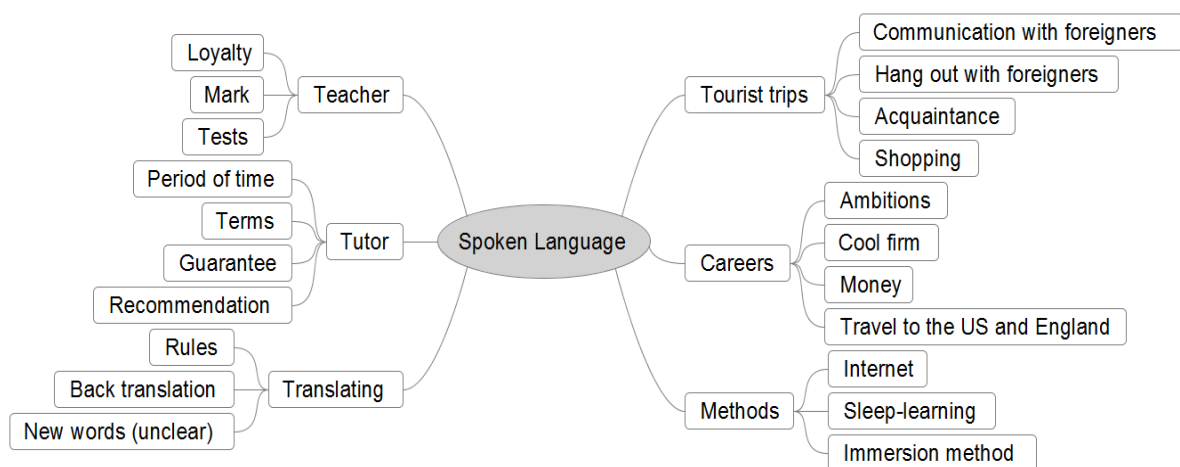 Spoken Language
Teacher
Loyalty
Mark
Tests
Tutor
Period of time
Terms
Guarantee
Recommendation
Translating
Rules
Back translation
New words (unclear)
Tourist trips
Communication with foreigners
Hang out with foreigners
Acquaintance
Shopping
Careers
Ambitions
Cool firm
Money
Travel to the US and England
Methods
Internet
Sleep-learning
Immersion method